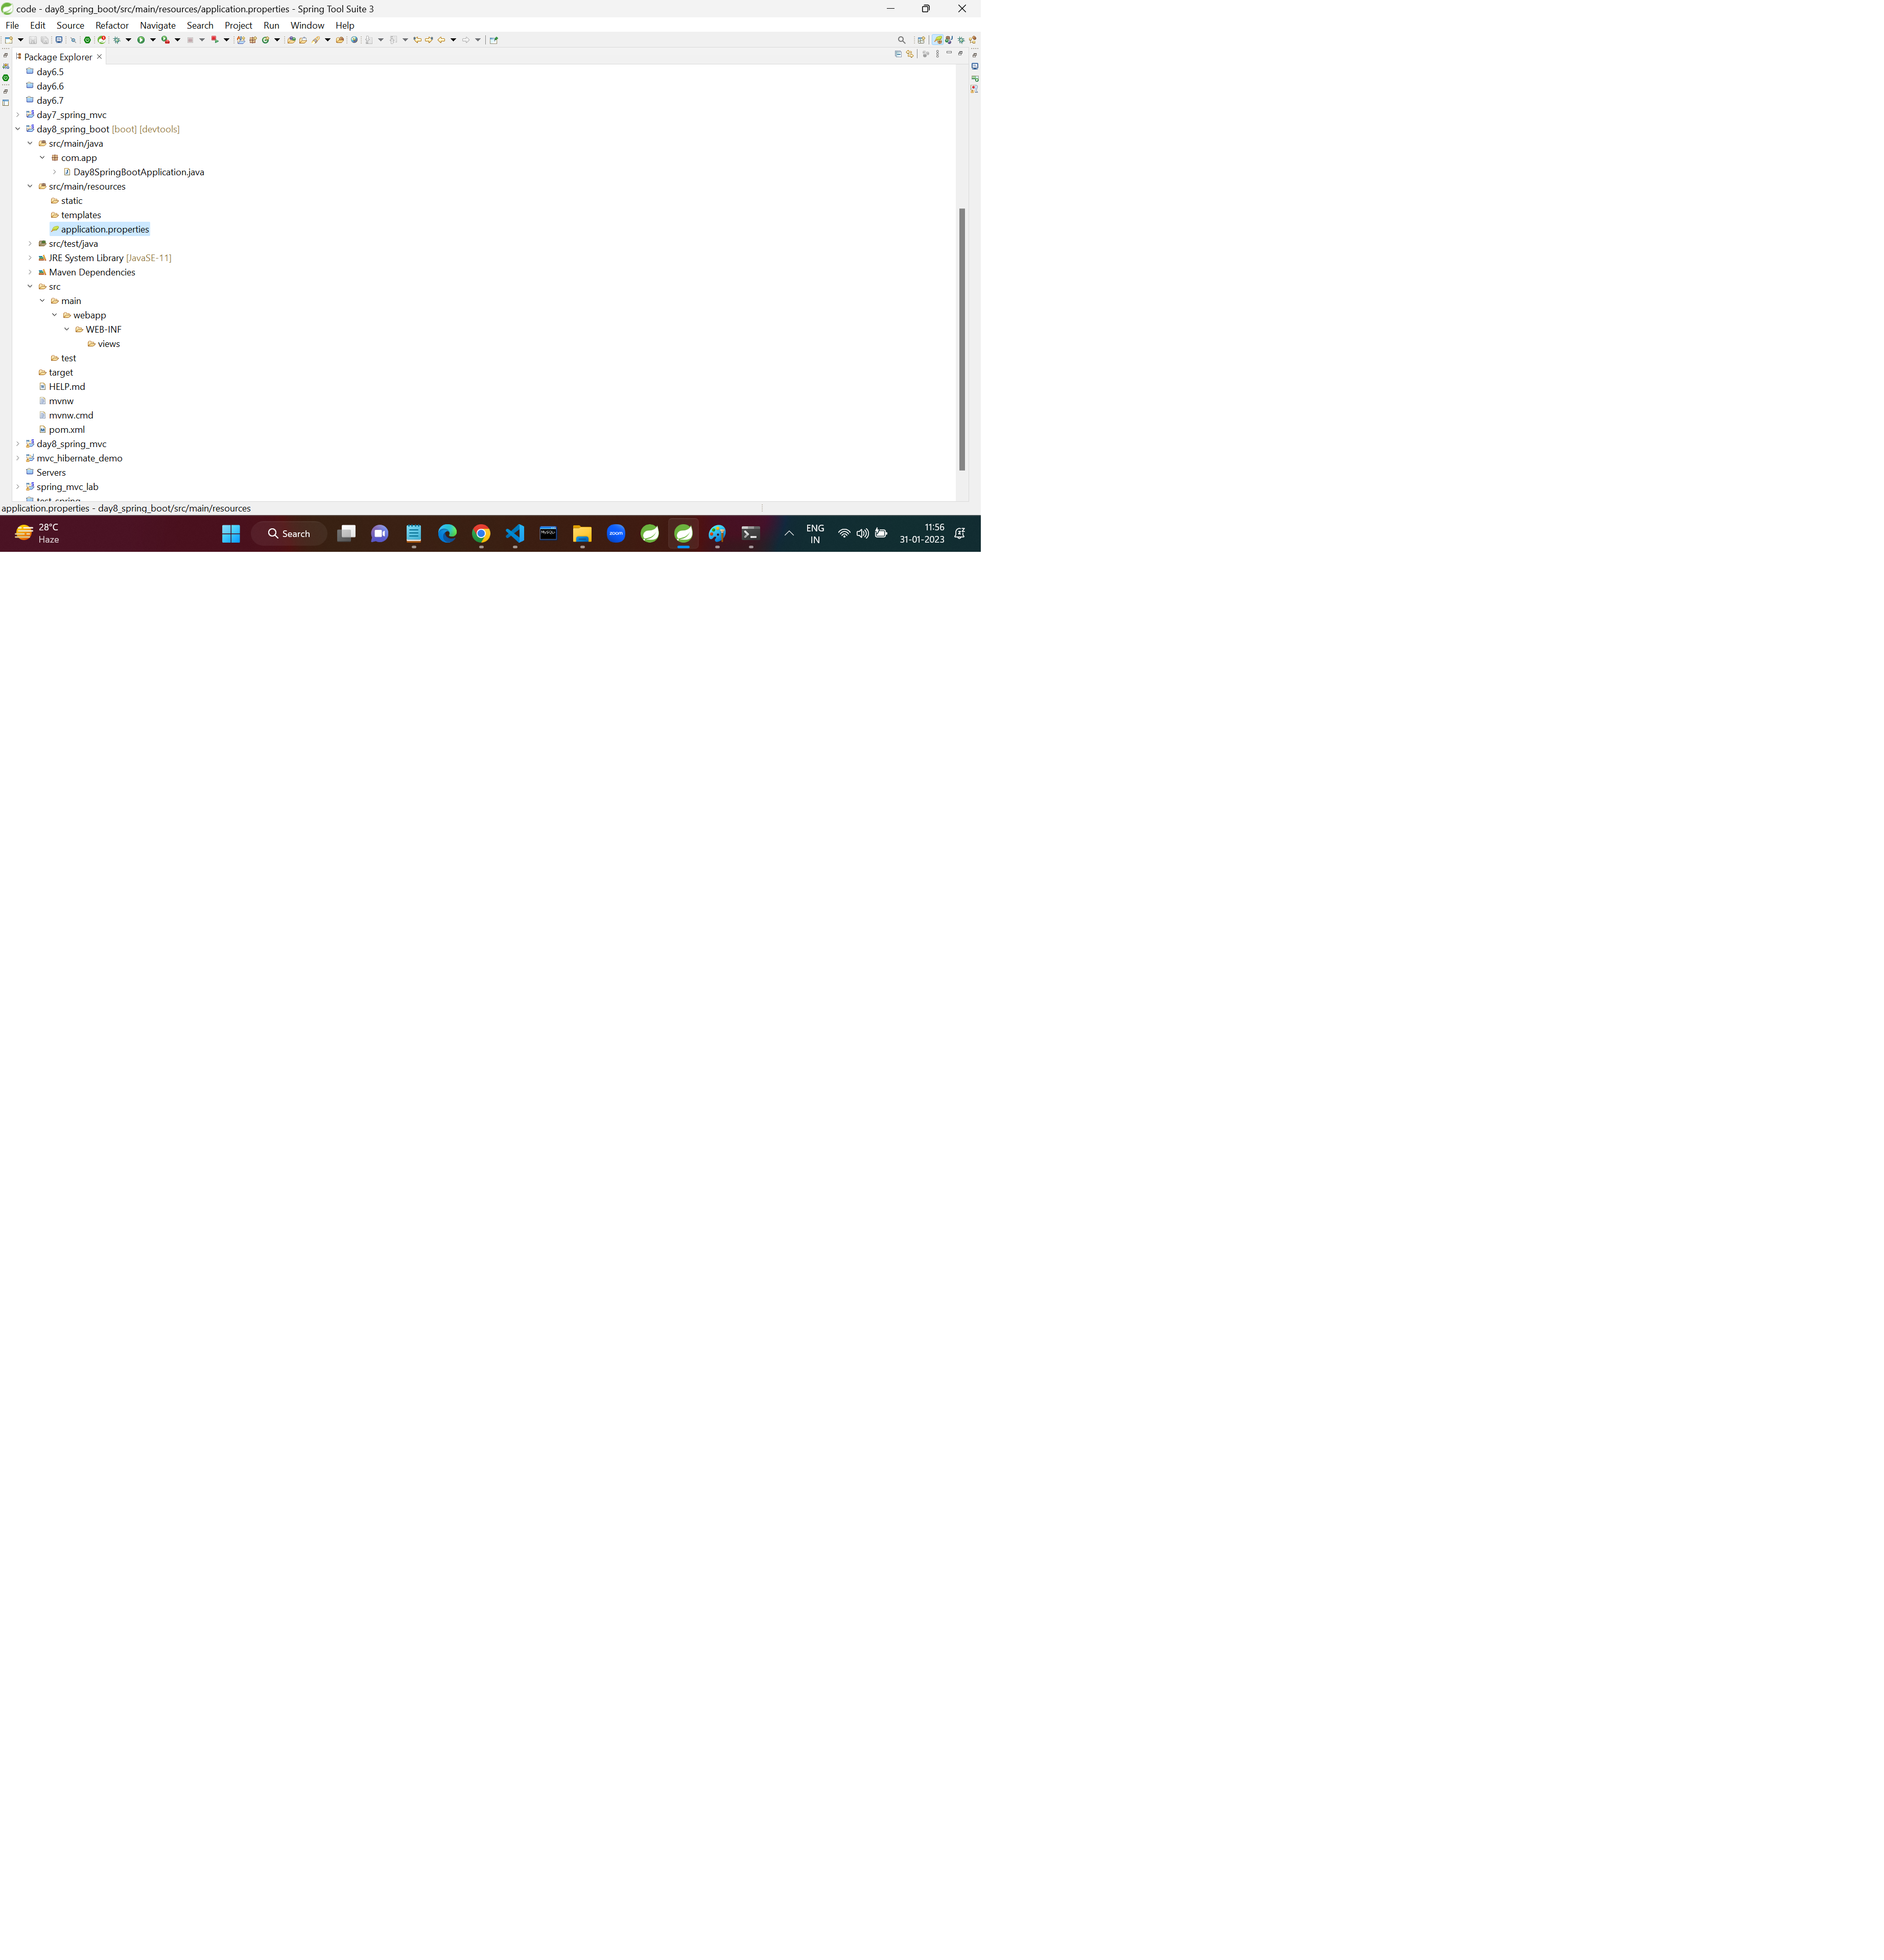 code - day8_spring_boot/src/main/resources/application.properties - Spring Tool Suite 3
File Edit Source Refactor Navigate Search Project Run Window Help
Package Explorer
day6.5
day6.6
day6.7
day7_spring_mvc
day8_spring_boot [boot] [devtools]
src/main/java
com.app
Day8SpringBootApplication.java
src/main/resources
static
templates
application.properties
src/test/java
JRE System Library [JavaSE-11]
Maven Dependencies
src
main
webapp
WEB-INF
views
test
target
HELP.md
mvnw
mvnw.cmd
pom.xml
day8_spring_mvc
mvc_hibernate_demo
Servers
spring_mvc_lab
test_spring
application.properties - day8_spring_boot/src/main/resources
28°C
Haze
Search
zoom
ENG
IN
11:56
31-01-2023